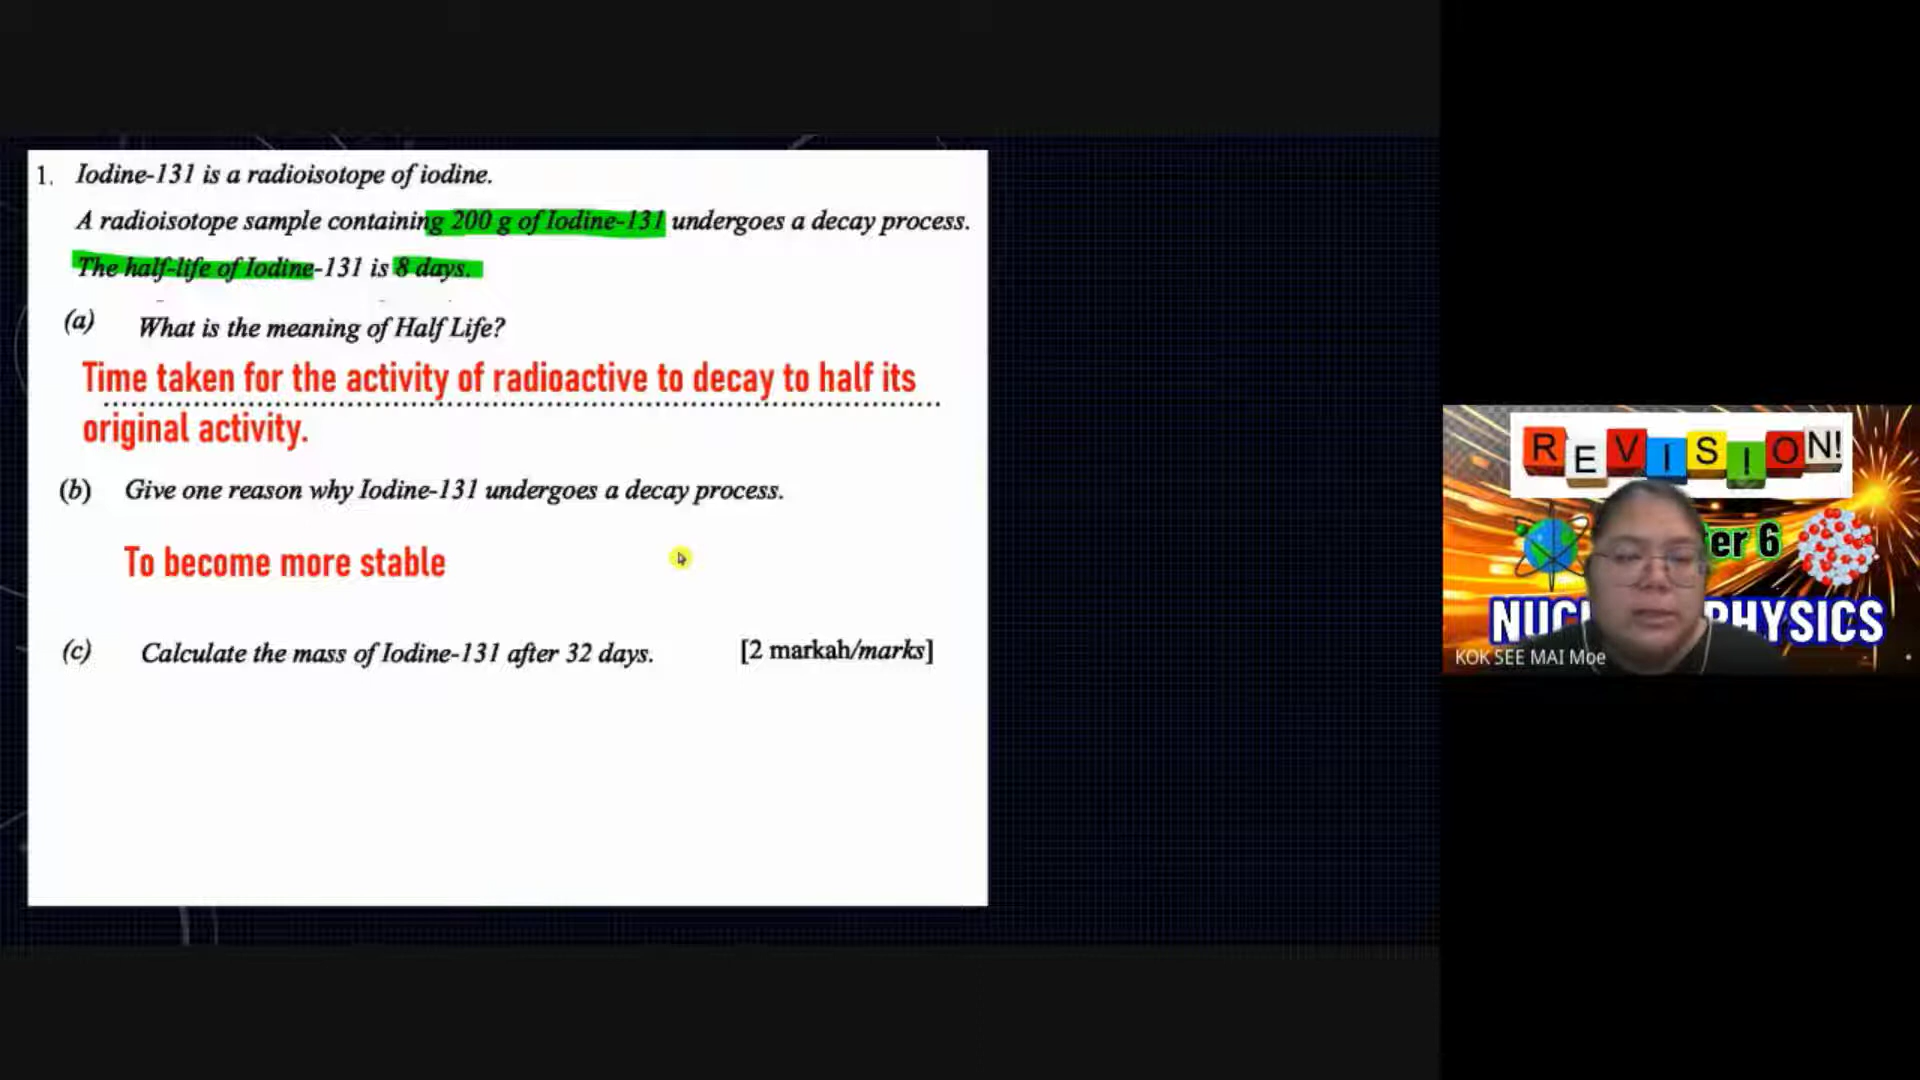 1. Iodine-131 is a radioisotope of iodine.
A radioisotope sample containing 200 g of Iodine-131 undergoes a decay process.
The half-life of Iodine-131 is 8 days.
(a) What is the meaning of Half Life?
Time taken for the activity of radioactive to decay to half its
original activity.
(b) Give one reason why Iodine-131 undergoes a decay process.
To become more stable
(c) Calculate the mass of Iodine-131 after 32 days. [2 markah/marks]
REVISION!
er 6
NUC PHYSICS
KOK SEE MAI Moe